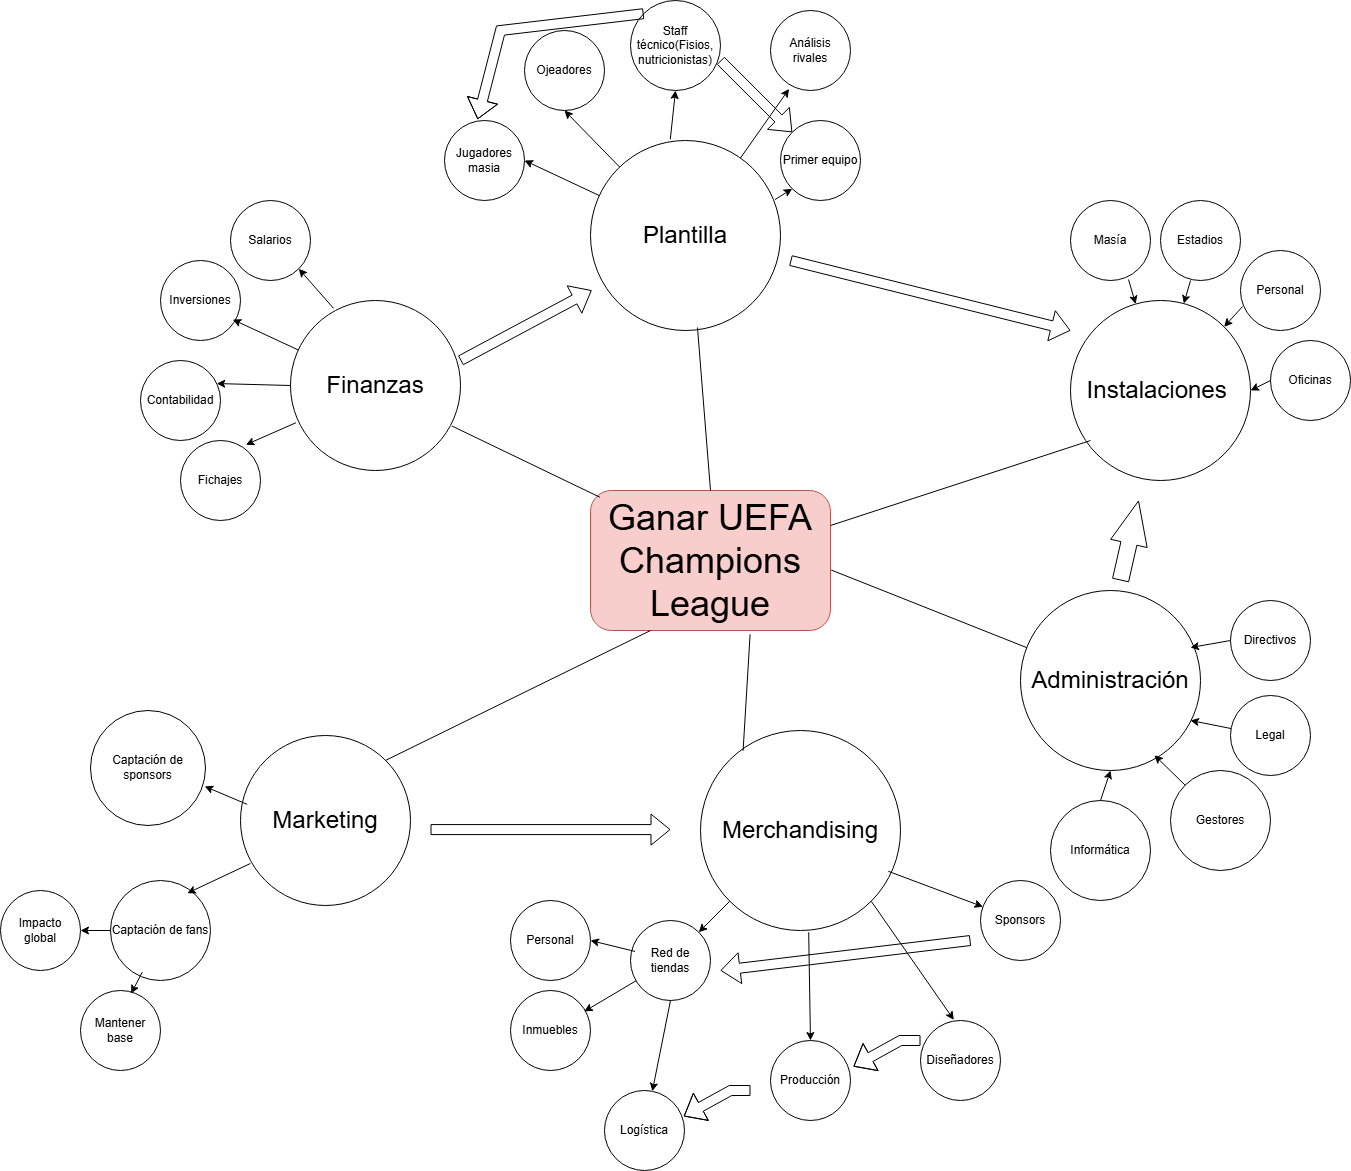 Staff
técnico(Fisios,
nutricionistas)
Análisis
rivales
Ojeadores
Jugadores
masia
Primer equipo
Plantilla
Salarios
Inversiones
Contabilidad
Fichajes
Finanzas
Masía
Estadios
Personal
Oficinas
Instalaciones
Ganar UEFA
Champions
League
Directivos
Legal
Gestores
Informática
Administración
Captación de
sponsors
Marketing
Captación de fans
Impacto
global
Mantener
base
Merchandising
Sponsors
Red de
tiendas
Personal
Inmuebles
Logística
Producción
Diseñadores